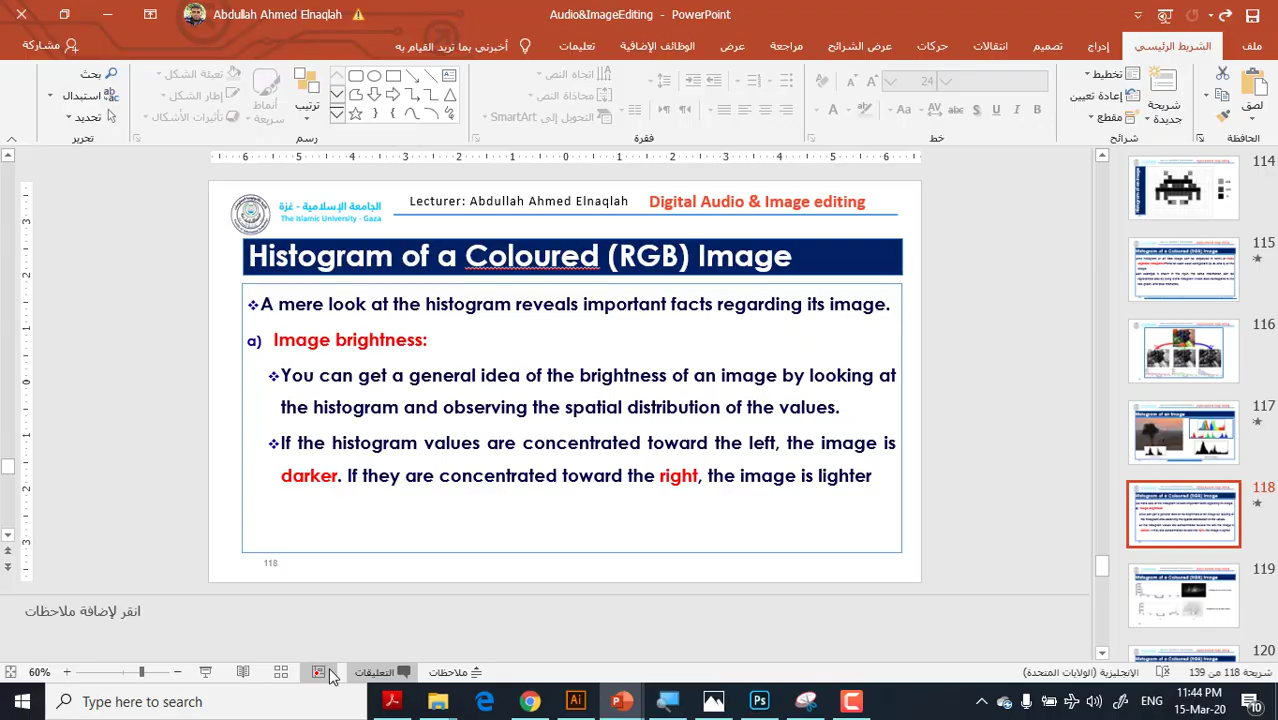 Abdullah Ahmed Elnaqlah
Audio&ImageEditing - PowerPoint
ملف
الشريط الرئيسي
إدراج
تصميم
انتقالات
حركات
عرض الشرائح
مراجعة
عرض
الوظائف الإضافية
تعليمات
أخبرني بما تريد القيام به
مشاركة
لصق
الحافظة
شريحة جديدة
تخطيط
إعادة تعيين
مقطع
شرائح
24
خط
اتجاه النص
محاذاة النص
التحويل إلى SmartArt
فقرة
ترتيب
أنماط سريعة
تعبئة الشكل
إطار الشكل
تأثيرات الأشكال
رسم
بحث
استبدال
تحديد
تحرير
الجامعة الإسلامية - غزة
The Islamic University - Gaza
Lecturer: Abdullah Ahmed Elnaqlah
Digital Audio & Image editing
Histogram of a Coloured (RGB) Image
A mere look at the histogram reveals important facts regarding its image.
a) Image brightness:
You can get a general idea of the brightness of an image by looking at
the histogram and observing the spatial distribution of the values.
If the histogram values are concentrated toward the left, the image is
darker. If they are concentrated toward the right, the image is lighter
118
114
115
116
117
118
119
120
انقر لإضافة ملاحظات
شريحة 118 من 139
الإنجليزية (الولايات المتحدة)
ملاحظات
التعليقات
60%
Type here to search
ENG
11:44 PM
15-Mar-20